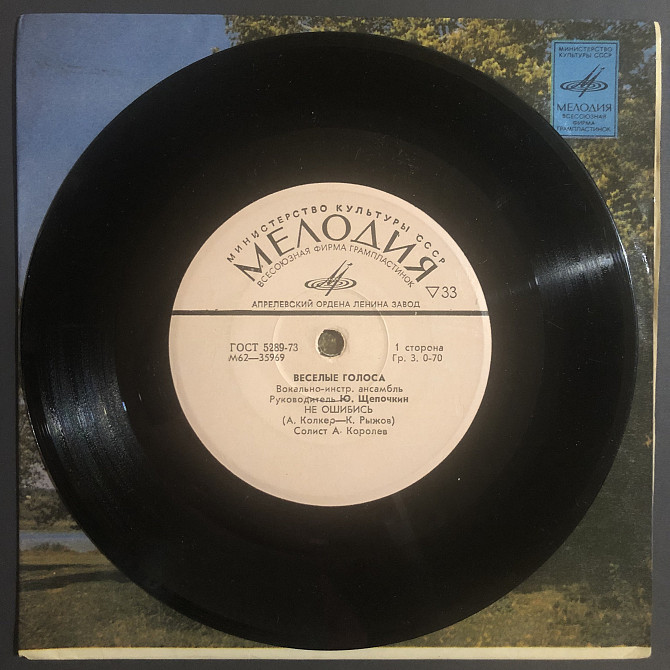 МИНИСТЕРСТВО
КУЛЬТУРЫ СССР
МЕЛОДИЯ
ВСЕСОЮЗНАЯ
ФИРМА
ГРАМПЛАСТИНОК
МИНИСТЕРСТВО КУЛЬТУРЫ СССР
МЕЛОДИЯ
ВСЕСОЮЗНАЯ ФИРМА ГРАМПЛАСТИНОК
33
АПРЕЛЕВСКИЙ ОРДЕНА ЛЕНИНА ЗАВОД
ГОСТ 5289-73 1 сторона
М62—35969 Гр. 3. 0-70
ВЕСЕЛЫЕ ГОЛОСА
Вокально-инстр. ансамбль
Руководитель Ю. Щепочкин
НЕ ОШИБИСЬ
(А. Колкер—К. Рыжов)
Солист А. Королев